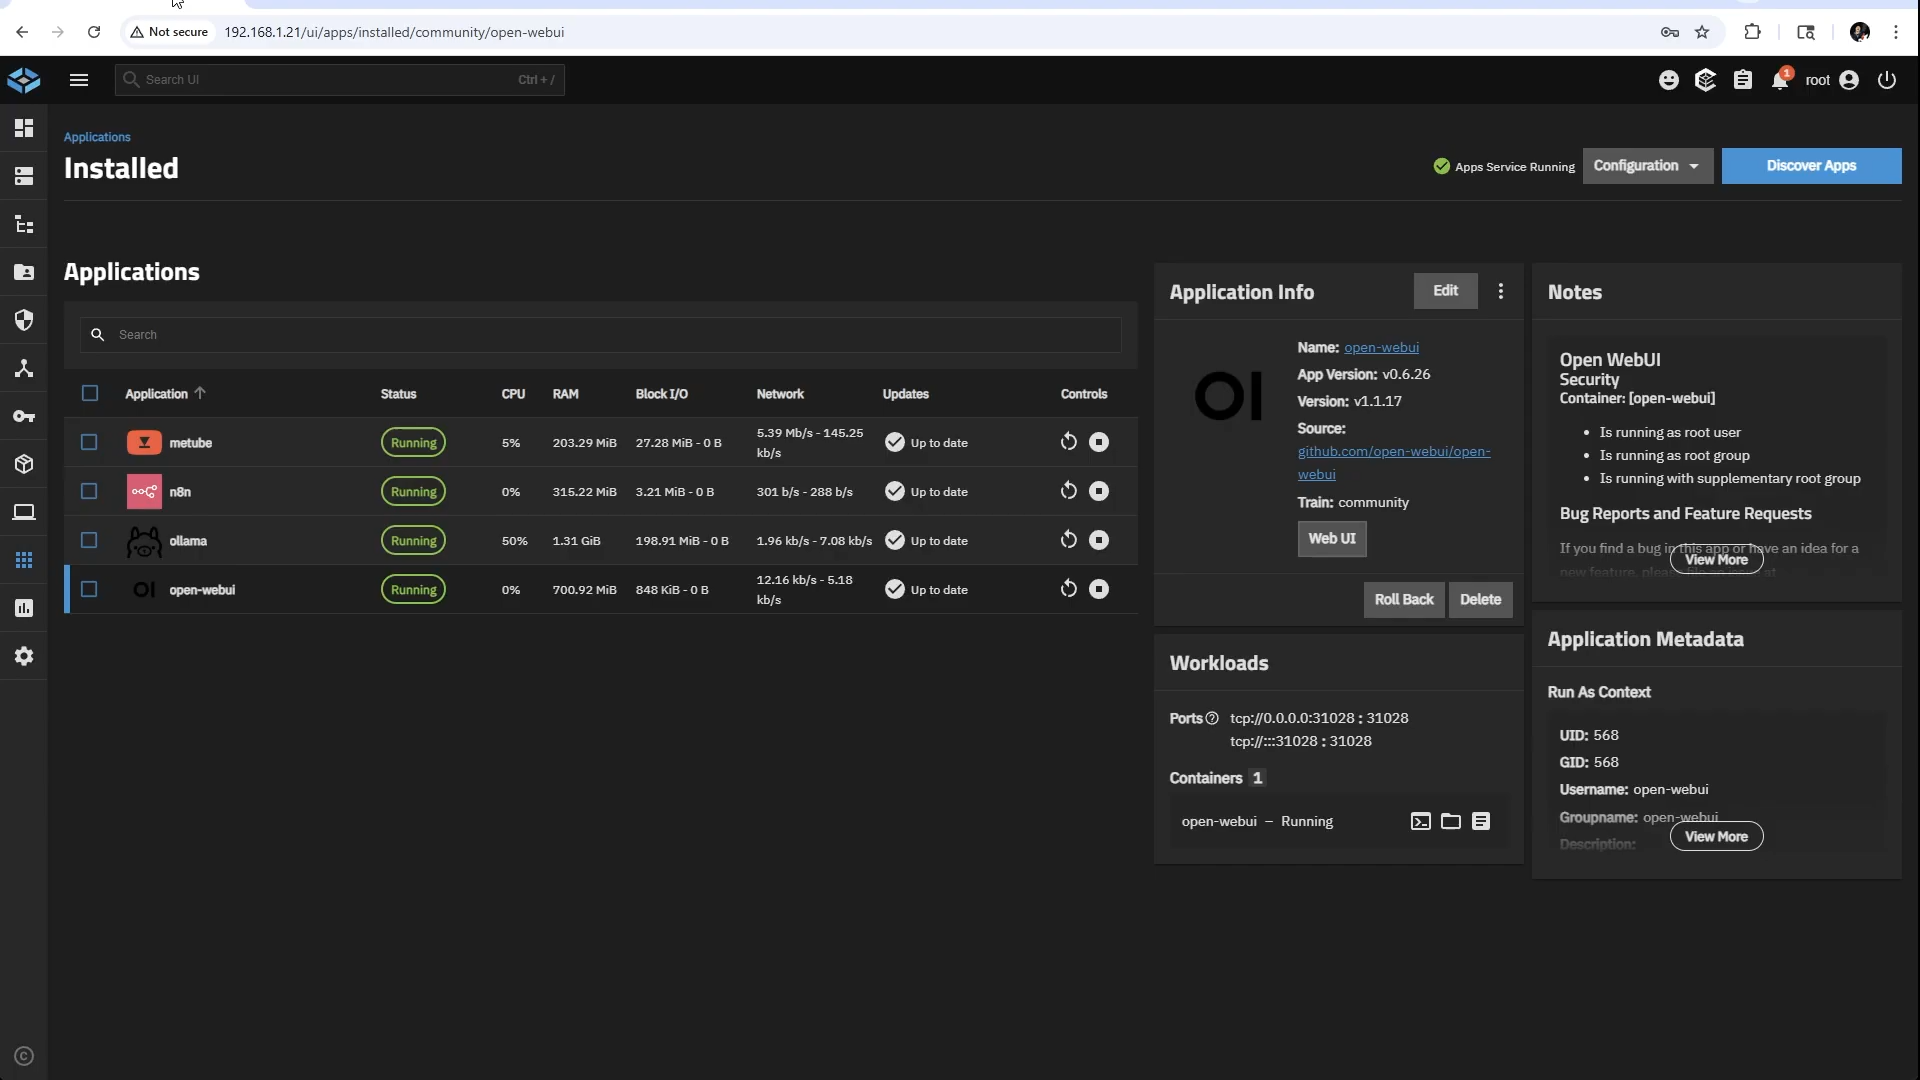 Not secure
192.168.1.21/ui/apps/installed/community/open-webui
Search UI
Ctrl + /
1
root
Applications
Installed
Apps Service Running
Configuration
Discover Apps
Applications
Search
Application Status CPU RAM Block I/O Network Updates Controls
metube Running 5% 203.29 MiB 27.28 MiB - 0 B 5.39 Mb/s - 145.25 kb/s Up to date
n8n Running 0% 315.22 MiB 3.21 MiB - 0 B 301 b/s - 288 b/s Up to date
ollama Running 50% 1.31 GiB 198.91 MiB - 0 B 1.96 kb/s - 7.08 kb/s Up to date
OI open-webui Running 0% 700.92 MiB 848 KiB - 0 B 12.16 kb/s - 5.18 kb/s Up to date
Application Info
Edit
OI
Name: open-webui
App Version: v0.6.26
Version: v1.1.17
Source:
github.com/open-webui/open-
webui
Train: community
Web UI
Roll Back
Delete
Workloads
Ports tcp://0.0.0.0:31028 : 31028
tcp://:::31028 : 31028
Containers 1
open-webui – Running
Notes
Open WebUI
Security
Container: [open-webui]
Is running as root user
Is running as root group
Is running with supplementary root group
Bug Reports and Feature Requests
If you find a bug in this app or have an idea for a
new feature, please file an issue at
View More
Application Metadata
Run As Context
UID: 568
GID: 568
Username: open-webui
Groupname: open-webui
Description:
View More